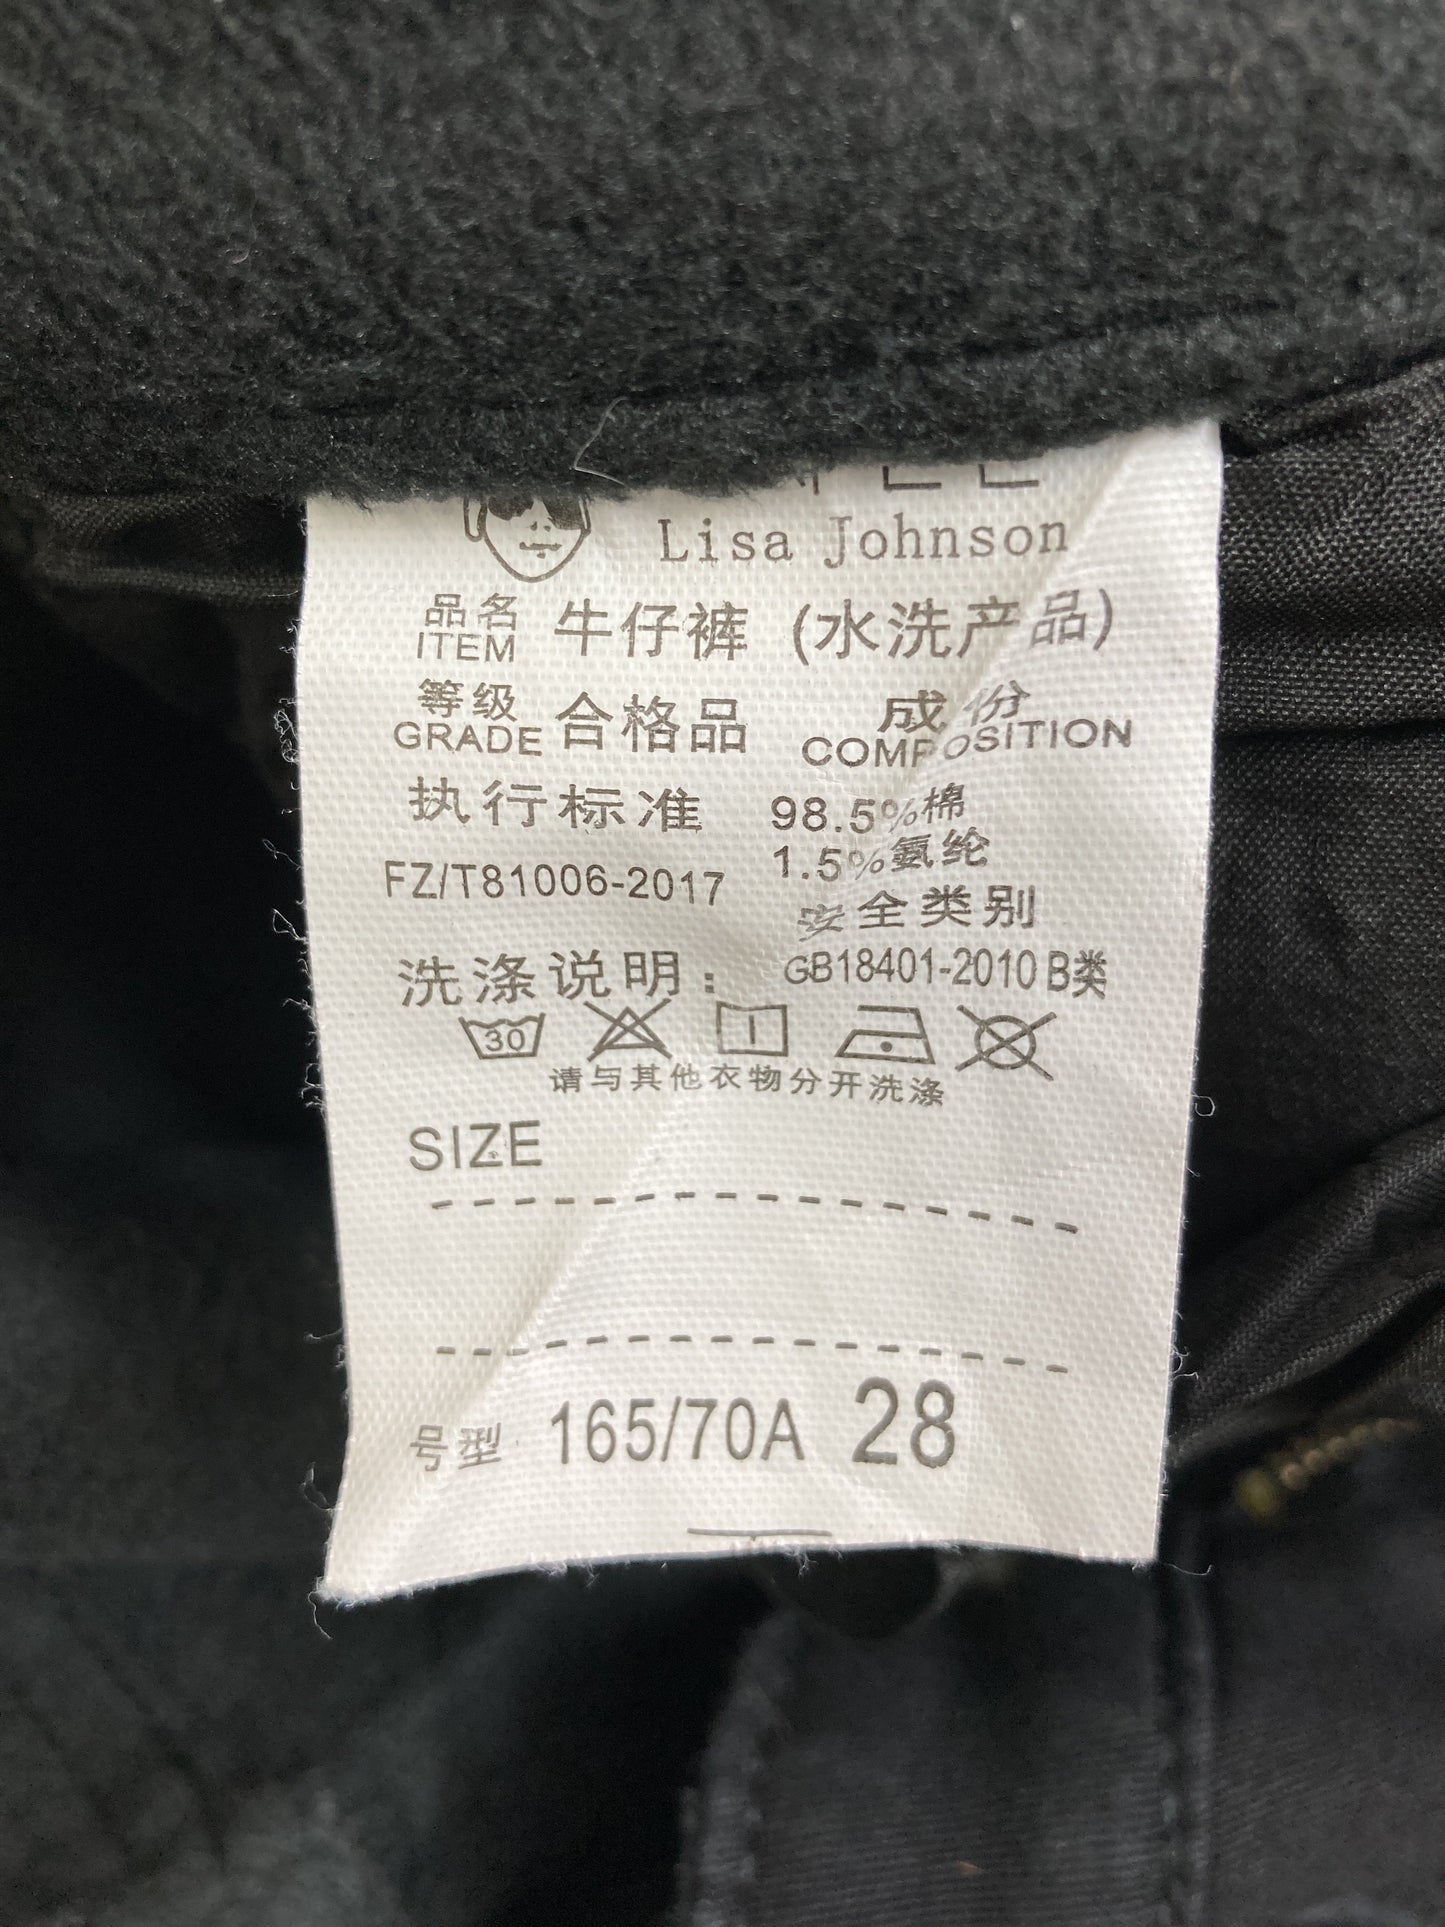 Lisa Johnson
品名 牛仔裤 (水洗产品)
ITEM
等级 合格品 成份
GRADE COMPOSITION
执行标准 98.5%棉
1.5%氨纶
FZ/T81006-2017
安全类别
洗涤说明: GB18401-2010 B类
30
请与其他衣物分开洗涤
SIZE
号型 165/70A 28